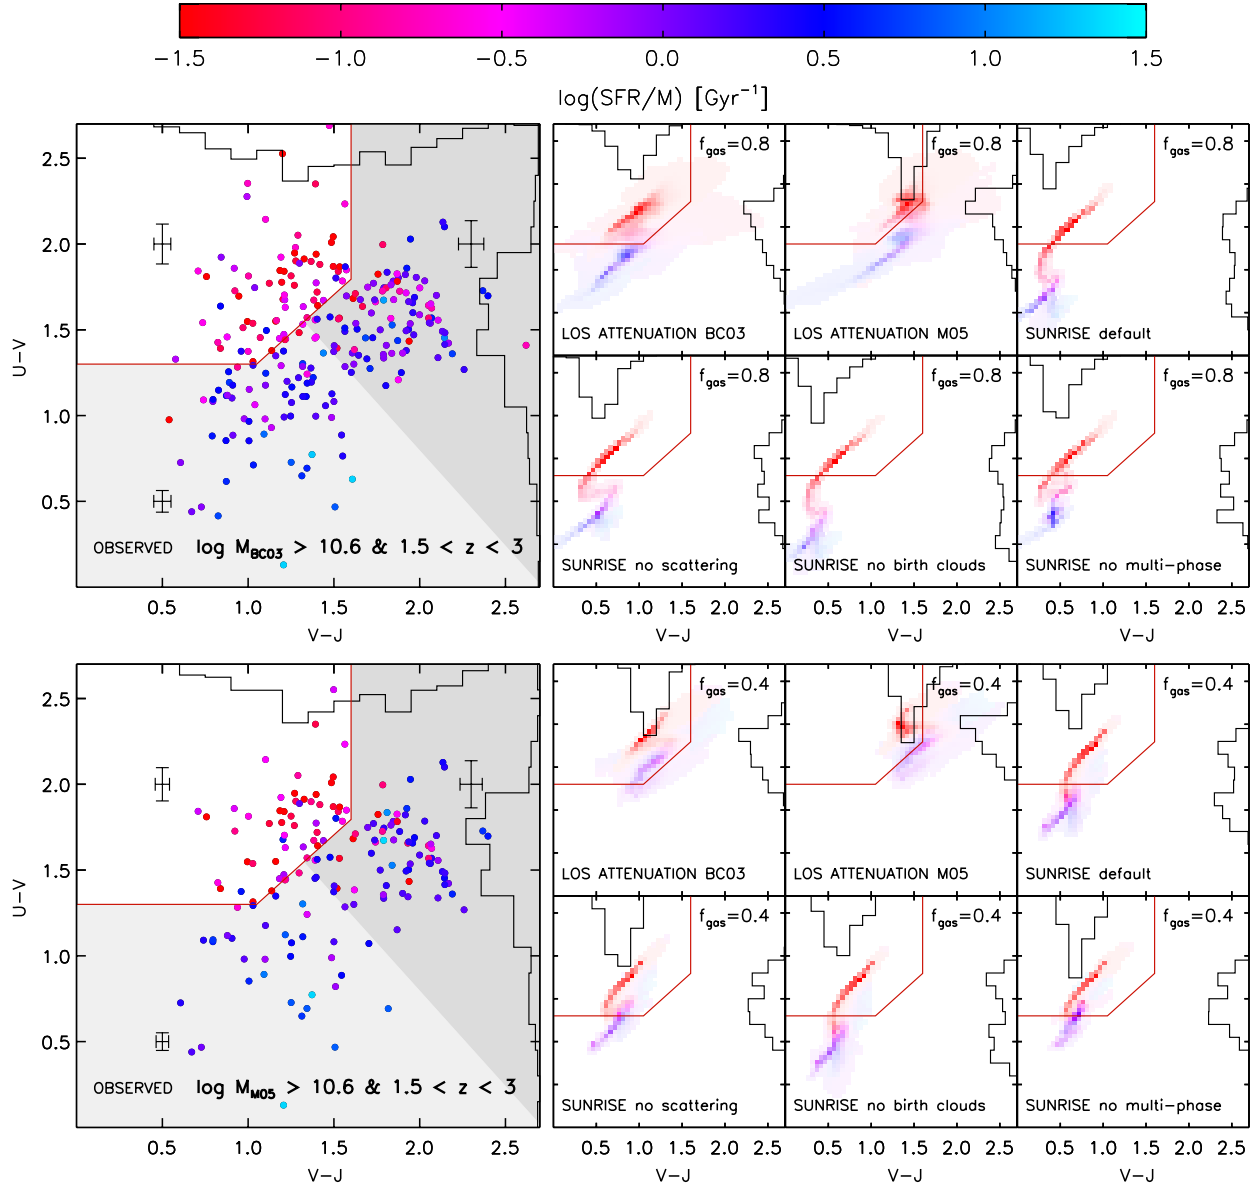 −1.5 −1.0 −0.5 0.0 0.5 1.0 1.5
log(SFR/M) [Gyr⁻¹]
2.5
2.0
1.5
1.0
0.5
U−V
OBSERVED log M_BC03 > 10.6 & 1.5 < z < 3
0.5 1.0 1.5 2.0 2.5
V−J
f_gas=0.8
LOS ATTENUATION BC03
f_gas=0.8
LOS ATTENUATION M05
f_gas=0.8
SUNRISE default
f_gas=0.8
SUNRISE no scattering
f_gas=0.8
SUNRISE no birth clouds
f_gas=0.8
SUNRISE no multi−phase
0.5 1.0 1.5 2.0 2.5
V−J
0.5 1.0 1.5 2.0 2.5
V−J
0.5 1.0 1.5 2.0 2.5
V−J
2.5
2.0
1.5
1.0
0.5
U−V
OBSERVED log M_M05 > 10.6 & 1.5 < z < 3
0.5 1.0 1.5 2.0 2.5
V−J
f_gas=0.4
LOS ATTENUATION BC03
f_gas=0.4
LOS ATTENUATION M05
f_gas=0.4
SUNRISE default
f_gas=0.4
SUNRISE no scattering
f_gas=0.4
SUNRISE no birth clouds
f_gas=0.4
SUNRISE no multi−phase
0.5 1.0 1.5 2.0 2.5
V−J
0.5 1.0 1.5 2.0 2.5
V−J
0.5 1.0 1.5 2.0 2.5
V−J